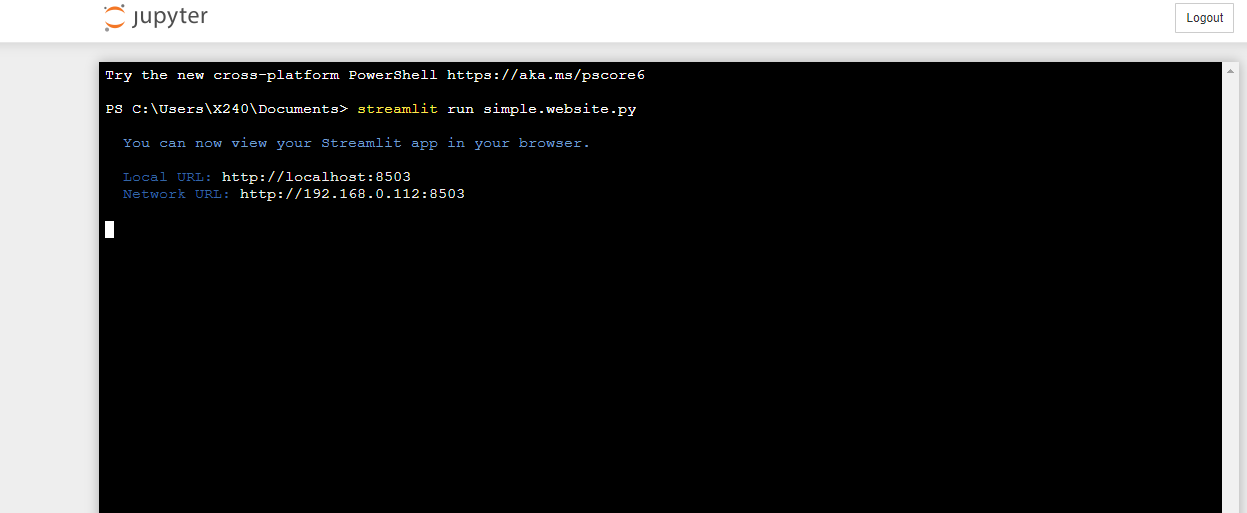 jupyter
Logout
Try the new cross-platform PowerShell https://aka.ms/pscore6
PS C:\Users\X240\Documents> streamlit run simple.website.py
You can now view your Streamlit app in your browser.
Local URL: http://localhost:8503
Network URL: http://192.168.0.112:8503